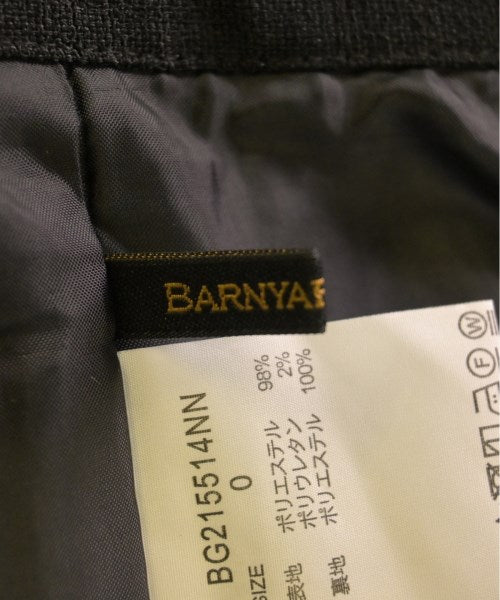 BARNYA
BG215514NN
SIZE 0
表地 ポリエステル 98%
ポリウレタン 2%
裏地 ポリエステル 100%
W
F